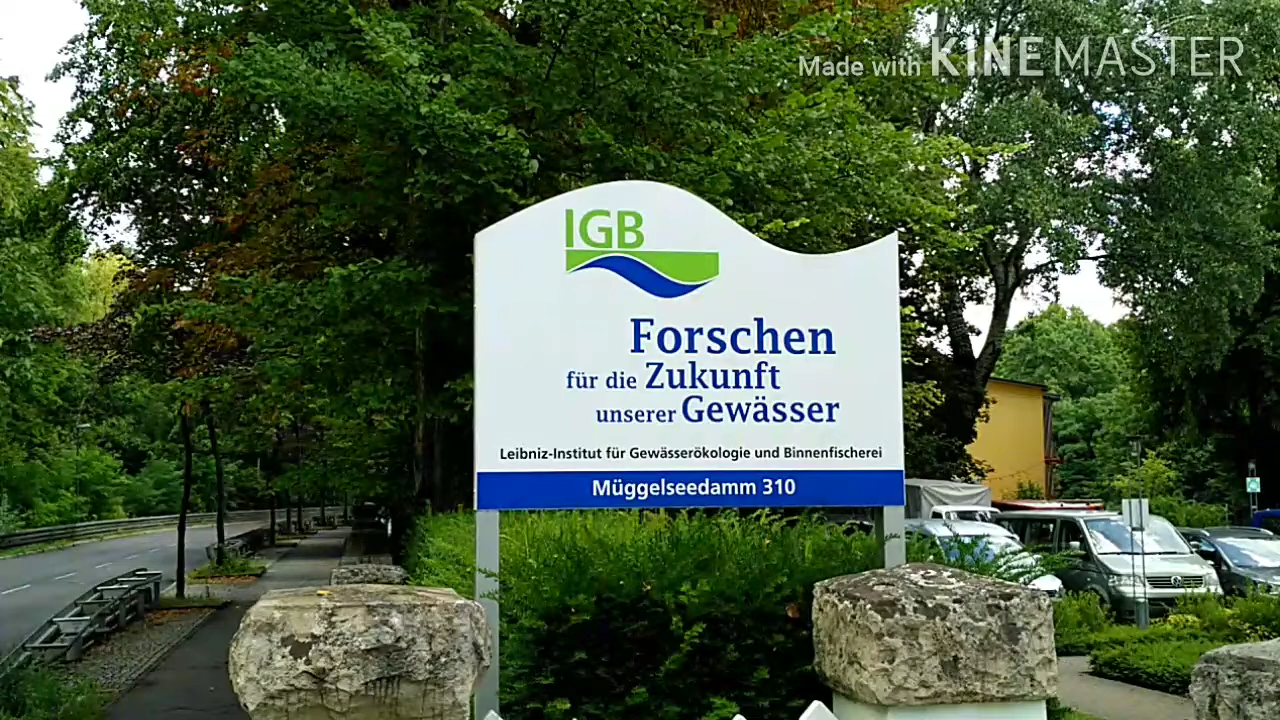 Made with KINEMASTER
IGB
Forschen
für die Zukunft
unserer Gewässer
Leibniz-Institut für Gewässerökologie und Binnenfischerei
Müggelseedamm 310